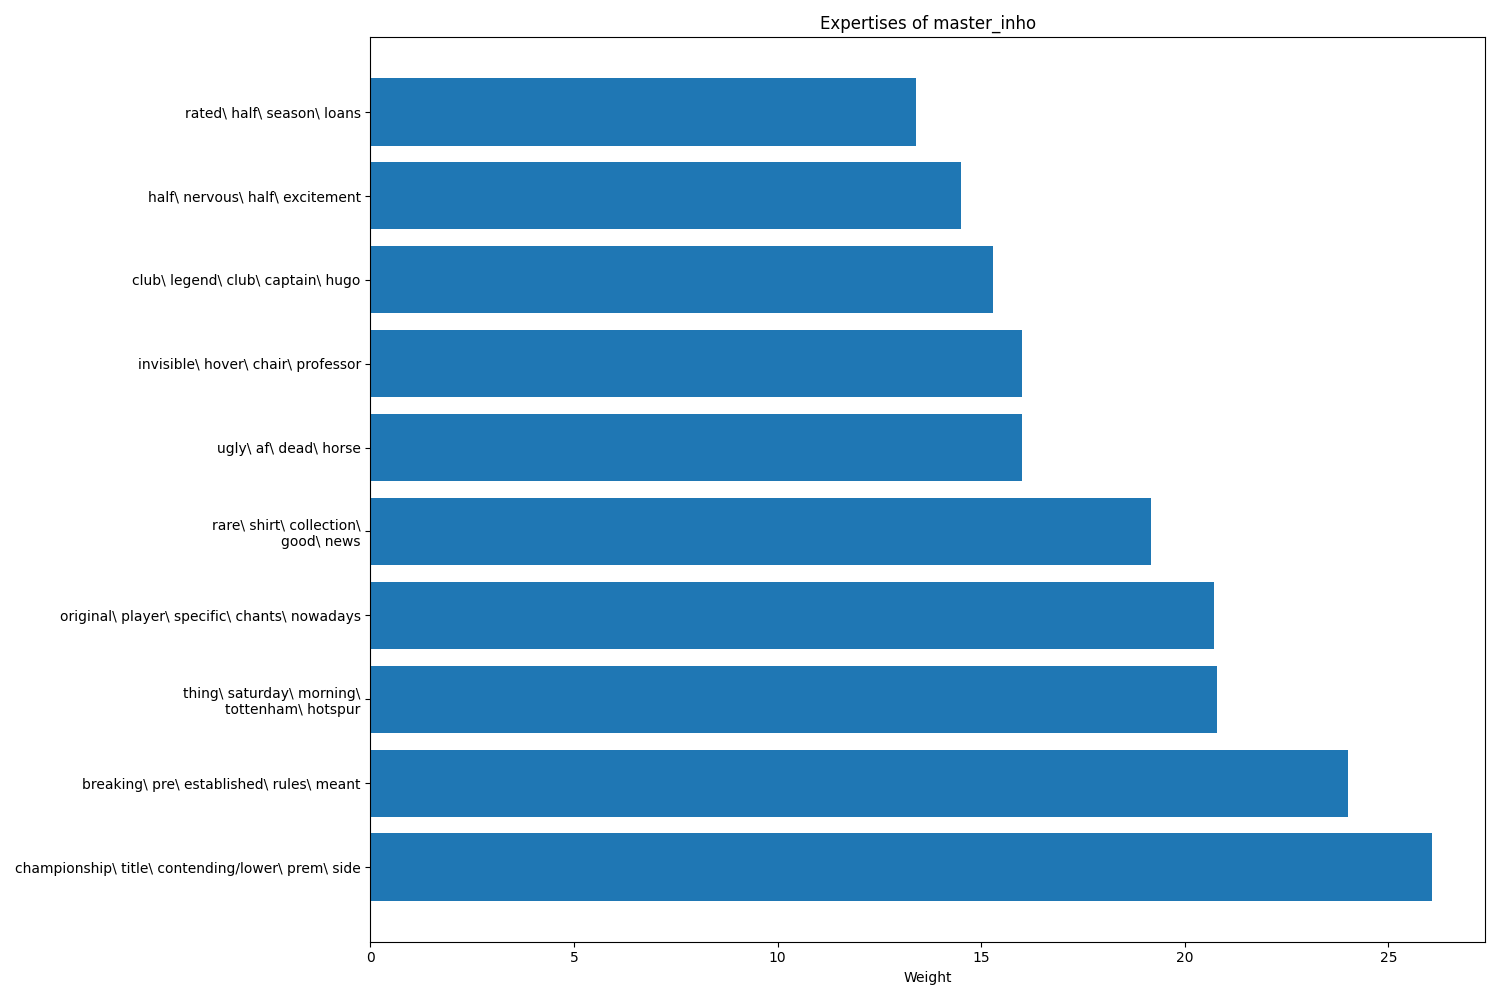 Expertises of master_inho
rated\ half\ season\ loans
half\ nervous\ half\ excitement
club\ legend\ club\ captain\ hugo
invisible\ hover\ chair\ professor
ugly\ af\ dead\ horse
rare\ shirt\ collection\
good\ news
original\ player\ specific\ chants\ nowadays
thing\ saturday\ morning\
tottenham\ hotspur
breaking\ pre\ established\ rules\ meant
championship\ title\ contending/lower\ prem\ side
0 5 10 15 20 25
Weight